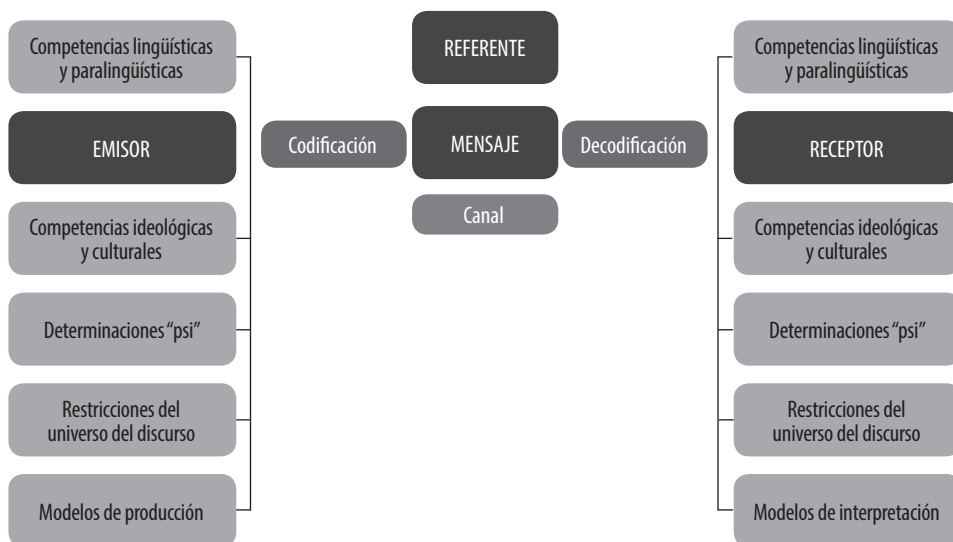 Competencias lingüísticas
y paralingüísticas
EMISOR
Competencias ideológicas
y culturales
Determinaciones “psi”
Restricciones del
universo del discurso
Modelos de producción
Codificación
REFERENTE
MENSAJE
Canal
Decodificación
Competencias lingüísticas
y paralingüísticas
RECEPTOR
Competencias ideológicas
y culturales
Determinaciones “psi”
Restricciones del
universo del discurso
Modelos de interpretación